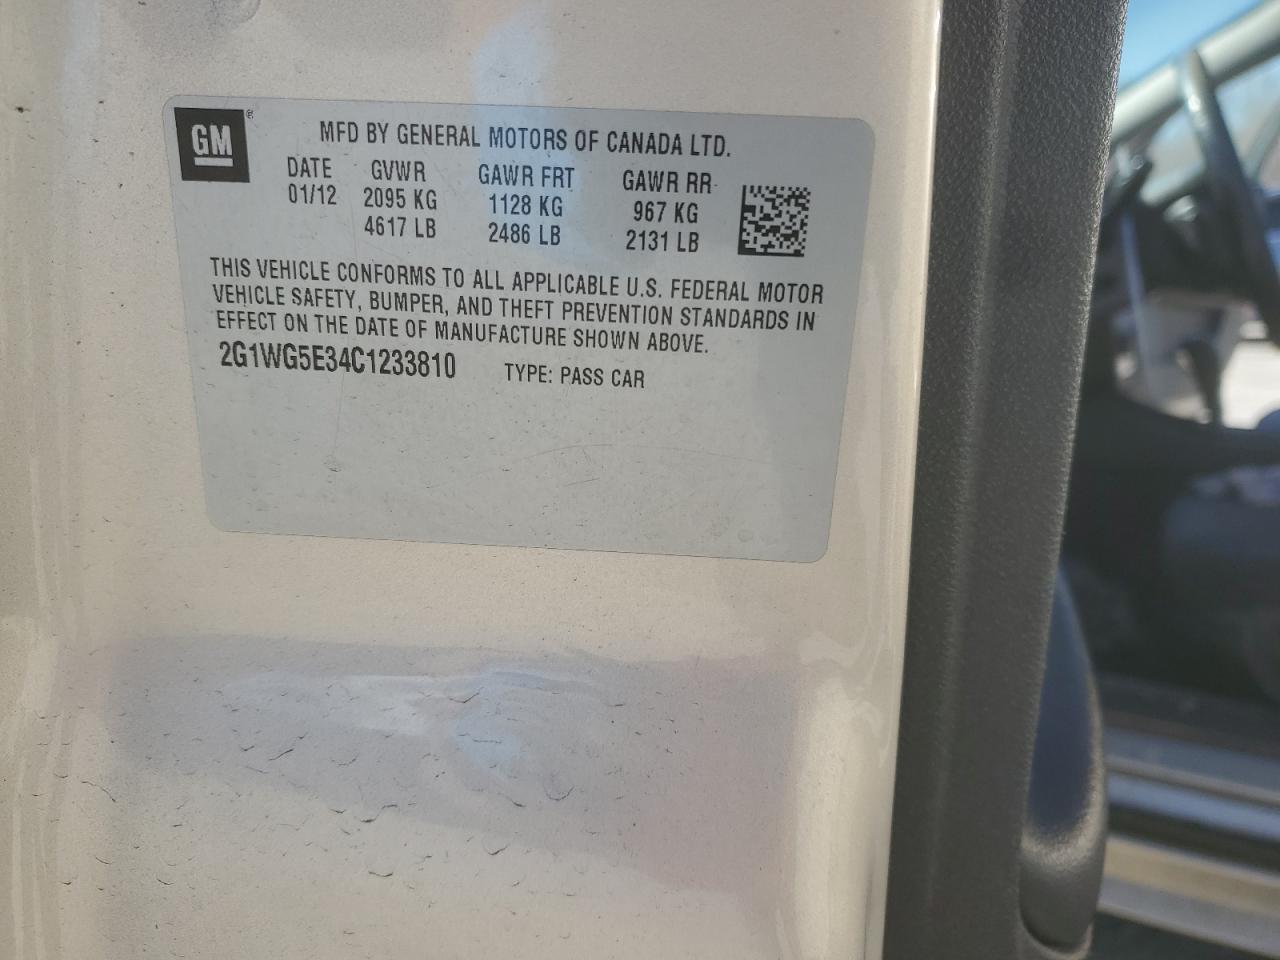 GM®
MFD BY GENERAL MOTORS OF CANADA LTD.
DATE GVWR GAWR FRT GAWR RR
01/12 2095 KG 1128 KG 967 KG
4617 LB 2486 LB 2131 LB
THIS VEHICLE CONFORMS TO ALL APPLICABLE U.S. FEDERAL MOTOR
VEHICLE SAFETY, BUMPER, AND THEFT PREVENTION STANDARDS IN
EFFECT ON THE DATE OF MANUFACTURE SHOWN ABOVE.
2G1WG5E34C1233810 TYPE: PASS CAR